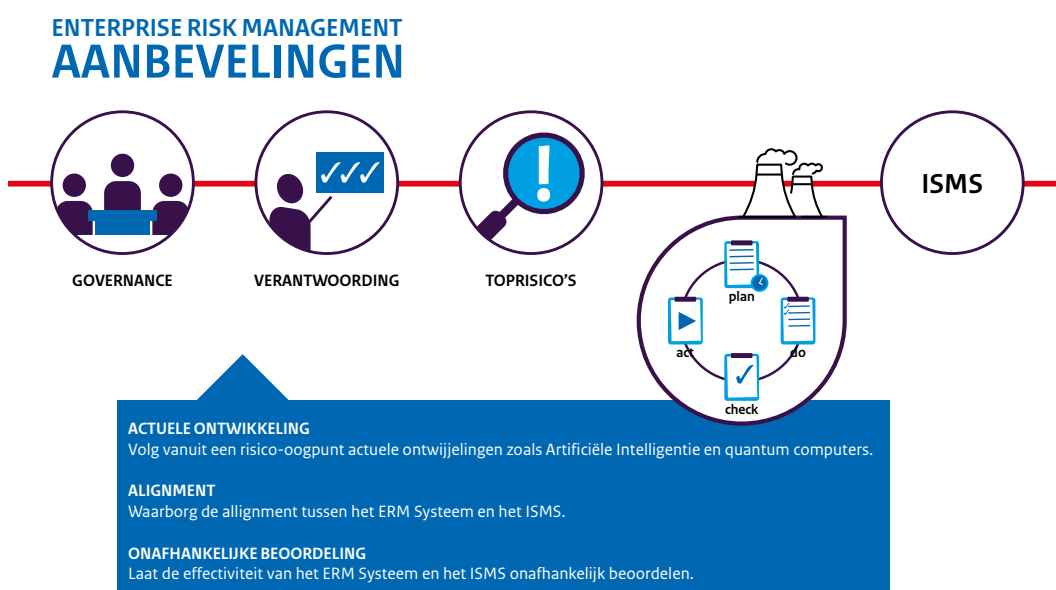 ENTERPRISE RISK MANAGEMENT
AANBEVELINGEN
ISMS
GOVERNANCE
VERANTWOORDING
TOPRISICO'S
plan
act
do
check
ACTUELE ONTWIKKELING
Volg vanuit een risico-oogpunt actuele ontwijjelingen zoals Artificiële Intelligentie en quantum computers.
ALIGNMENT
Waarborg de allignment tussen het ERM Systeem en het ISMS.
ONAFHANKELIJKE BEOORDELING
Laat de effectiviteit van het ERM Systeem en het ISMS onafhankelijk beoordelen.